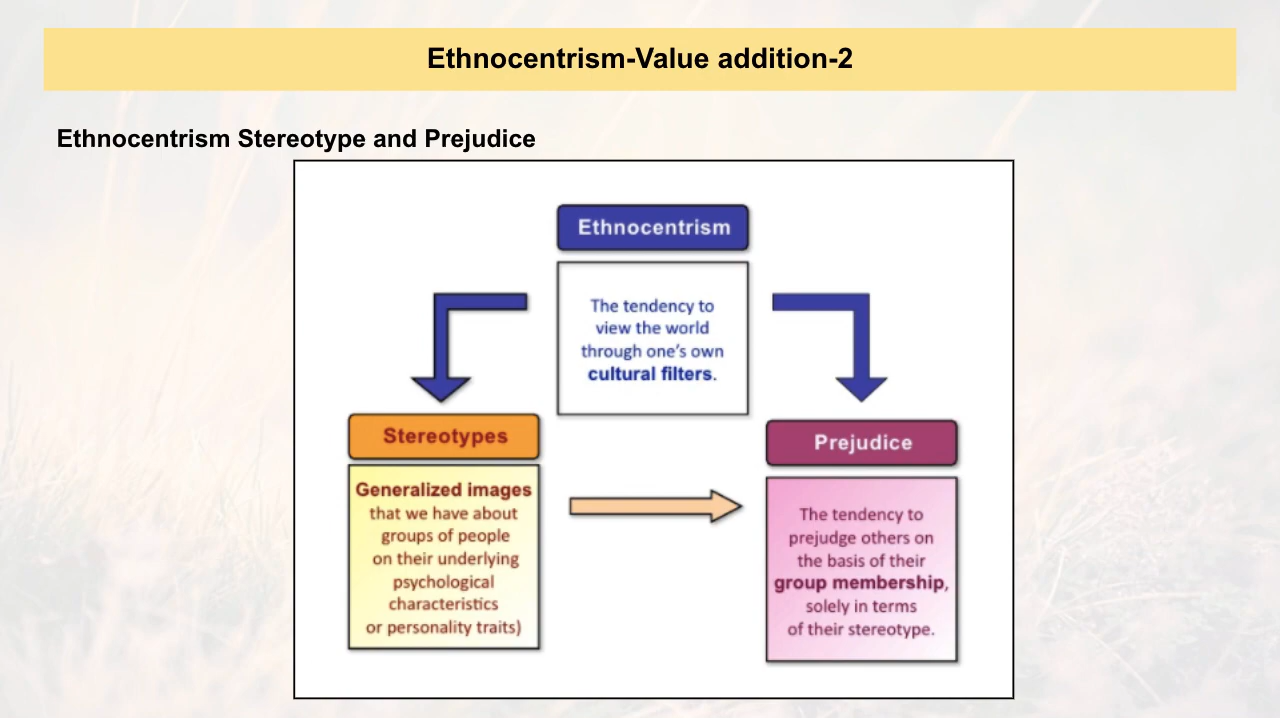 Ethnocentrism-Value addition-2
Ethnocentrism Stereotype and Prejudice
Ethnocentrism
The tendency to
view the world
through one's own
cultural filters.
Stereotypes
Generalized images
that we have about
groups of people
on their underlying
psychological
characteristics
or personality traits)
Prejudice
The tendency to
prejudge others on
the basis of their
group membership,
solely in terms
of their stereotype.